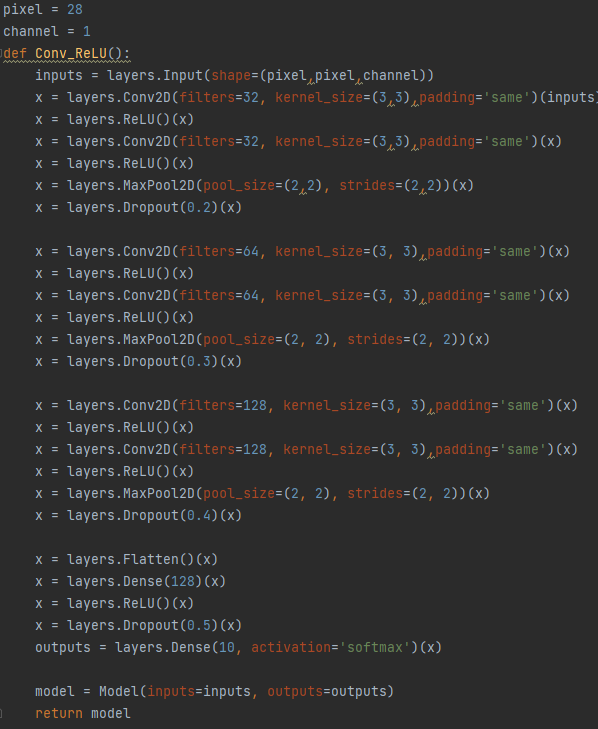 pixel = 28
channel = 1
def Conv_ReLU():
    inputs = layers.Input(shape=(pixel,pixel,channel))
    x = layers.Conv2D(filters=32, kernel_size=(3,3),padding='same')(inputs)
    x = layers.ReLU()(x)
    x = layers.Conv2D(filters=32, kernel_size=(3,3),padding='same')(x)
    x = layers.ReLU()(x)
    x = layers.MaxPool2D(pool_size=(2,2), strides=(2,2))(x)
    x = layers.Dropout(0.2)(x)

    x = layers.Conv2D(filters=64, kernel_size=(3, 3),padding='same')(x)
    x = layers.ReLU()(x)
    x = layers.Conv2D(filters=64, kernel_size=(3, 3),padding='same')(x)
    x = layers.ReLU()(x)
    x = layers.MaxPool2D(pool_size=(2, 2), strides=(2, 2))(x)
    x = layers.Dropout(0.3)(x)

    x = layers.Conv2D(filters=128, kernel_size=(3, 3),padding='same')(x)
    x = layers.ReLU()(x)
    x = layers.Conv2D(filters=128, kernel_size=(3, 3),padding='same')(x)
    x = layers.ReLU()(x)
    x = layers.MaxPool2D(pool_size=(2, 2), strides=(2, 2))(x)
    x = layers.Dropout(0.4)(x)

    x = layers.Flatten()(x)
    x = layers.Dense(128)(x)
    x = layers.ReLU()(x)
    x = layers.Dropout(0.5)(x)
    outputs = layers.Dense(10, activation='softmax')(x)

    model = Model(inputs=inputs, outputs=outputs)
    return model